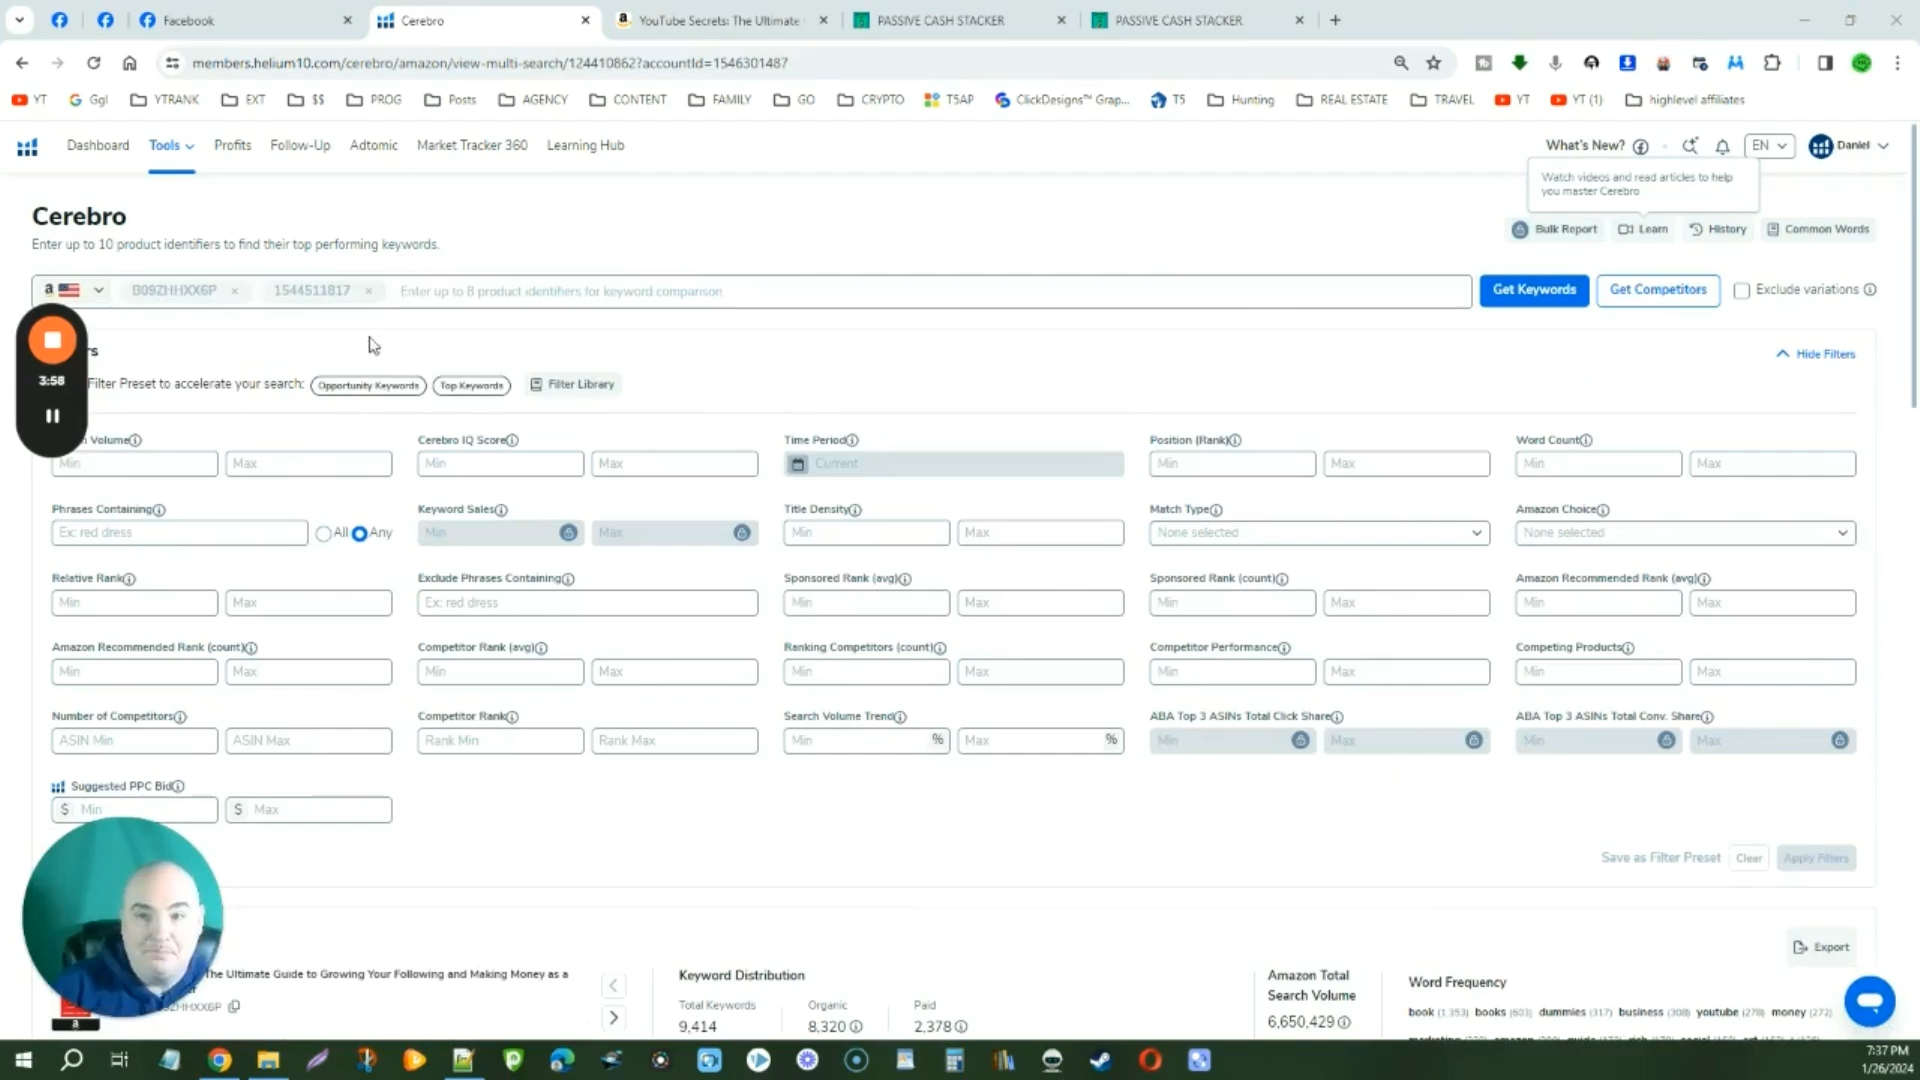 Facebook
Cerebro
YouTube Secrets: The Ultimate
PASSIVE CASH STACKER
PASSIVE CASH STACKER
members.helium10.com/cerebro/amazon/view-multi-search/124410862?accountId=1546301487
YT
Ggl
YTRANK
EXT
$$
PROG
Posts
AGENCY
CONTENT
FAMILY
GO
CRYPTO
T5AP
ClickDesigns™ Grap...
T5
Hunting
REAL ESTATE
TRAVEL
YT
YT (1)
highlevel affiliates
Dashboard
Tools
Profits
Follow-Up
Adtomic
Market Tracker 360
Learning Hub
What's New?
EN
Daniel
Watch videos and read articles to help
you master Cerebro
Cerebro
Enter up to 10 product identifiers to find their top performing keywords.
Bulk Report
Learn
History
Common Words
B09ZHHXX6P
1544511817
Enter up to 8 product identifiers for keyword comparison.
Get Keywords
Get Competitors
Exclude variations
rs
Hide Filters
3:58
Filter Preset to accelerate your search:
Opportunity Keywords
Top Keywords
Filter Library
Volume
Cerebro IQ Score
Time Period
Position (Rank)
Word Count
Min
Max
Min
Max
Current
Min
Max
Min
Max
Phrases Containing
Keyword Sales
Title Density
Match Type
Amazon Choice
Ex: red dress
All
Any
Min
Max
Min
Max
None selected
None selected
Relative Rank
Exclude Phrases Containing
Sponsored Rank (avg)
Sponsored Rank (count)
Amazon Recommended Rank (avg)
Min
Max
Ex: red dress
Min
Max
Min
Max
Min
Max
Amazon Recommended Rank (count)
Competitor Rank (avg)
Ranking Competitors (count)
Competitor Performance
Competing Products
Min
Max
Min
Max
Min
Max
Min
Max
Min
Max
Number of Competitors
Competitor Rank
Search Volume Trend
ABA Top 3 ASINs Total Click Share
ABA Top 3 ASINs Total Conv. Share
ASIN Min
ASIN Max
Rank Min
Rank Max
Min %
Max %
Min
Max
Min
Max
Suggested PPC Bid
$ Min
$ Max
Save as Filter Preset
Clear
Apply Filters
Export
The Ultimate Guide to Growing Your Following and Making Money as a
Keyword Distribution
Total Keywords
9,414
Organic
8,320
Paid
2,378
Amazon Total
Search Volume
6,650,429
Word Frequency
book (1,353) books (603) dummies (317) business (308) youtube (278) money (272)
7:37 PM
1/26/2024